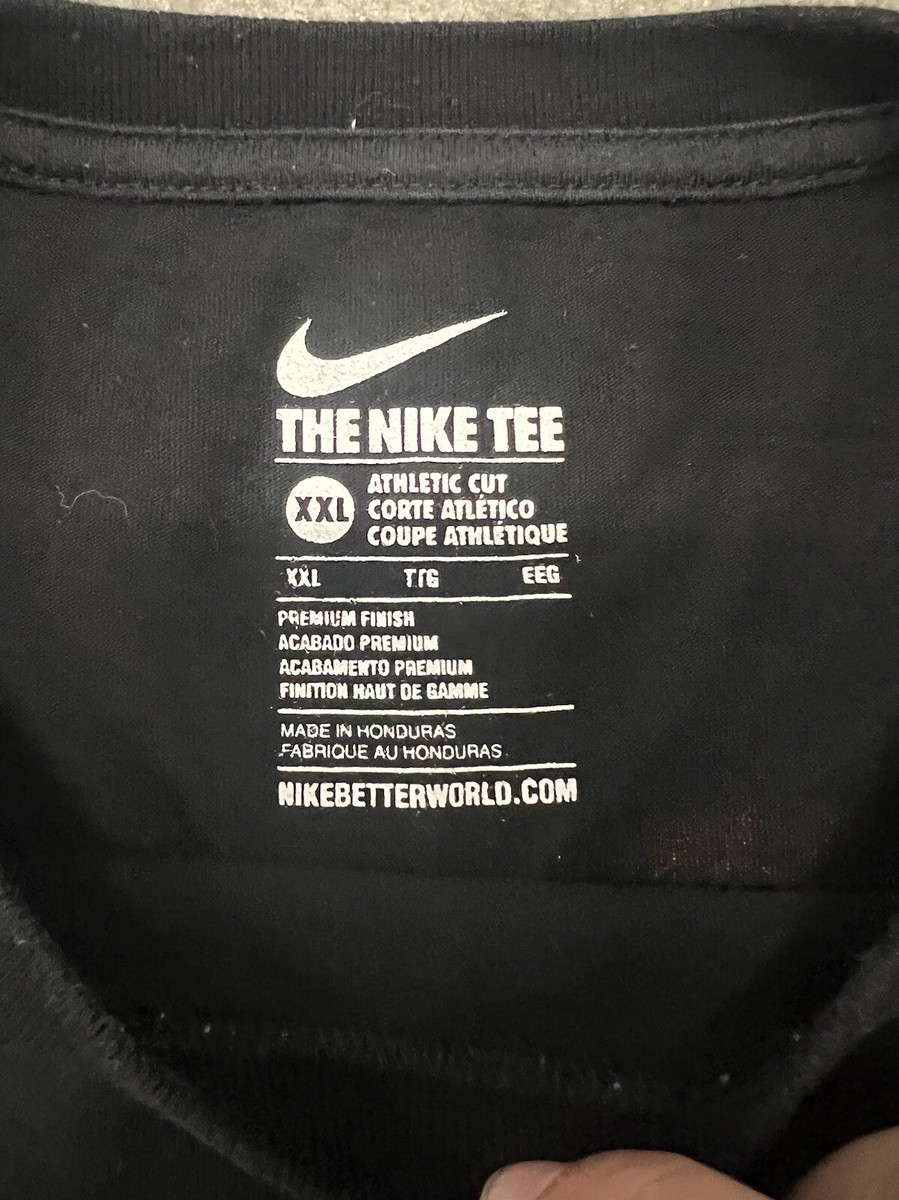 THE NIKE TEE
XXL
ATHLETIC CUT
CORTE ATLÉTICO
COUPE ATHLÉTIQUE
XXL TTG EEG
PREMIUM FINISH
ACABADO PREMIUM
ACABAMENTO PREMIUM
FINITION HAUT DE GAMME
MADE IN HONDURAS
FABRIQUE AU HONDURAS
NIKEBETTERWORLD.COM